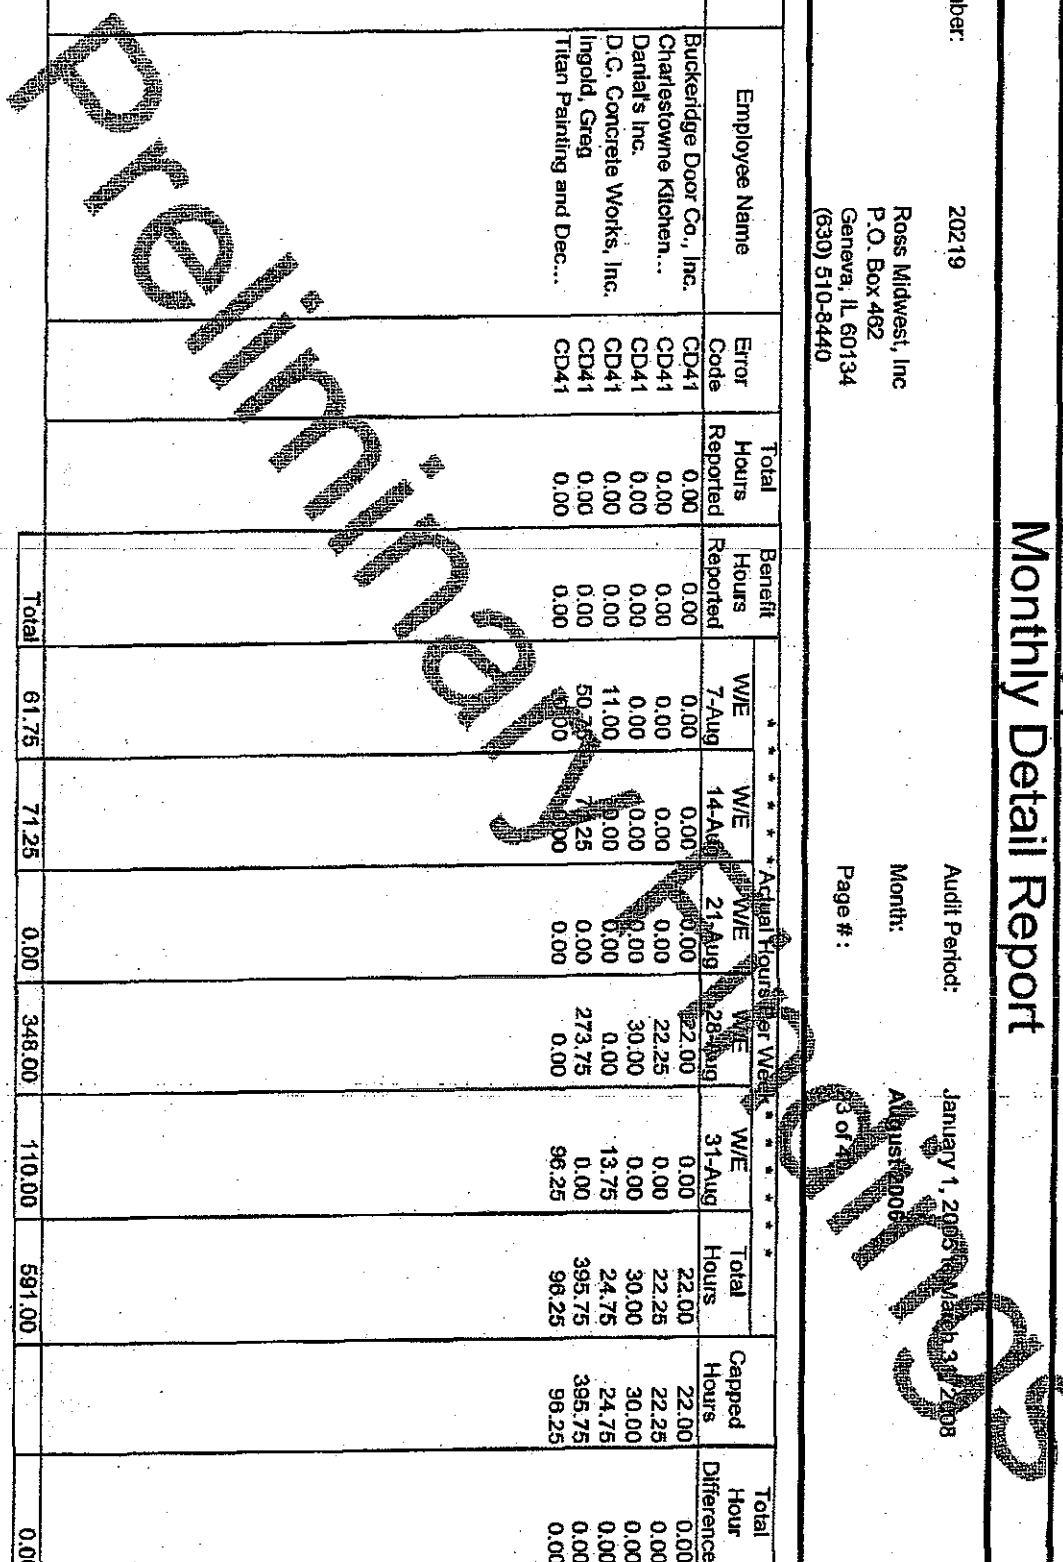 Monthly Detail Report
ber: 20219 Audit Period: January 1, 2005 to March 31, 2008
Ross Midwest, Inc Month: August 2006
P.O. Box 462
Geneva, IL 60134 Page # :
(630) 510-8440
* * * * * * Actual Hours Per Week * * * * * *
Employee Name Error Code Total Hours Reported Benefit Hours Reported W/E 7-Aug W/E 14-Aug W/E 21-Aug W/E 28-Aug W/E 31-Aug Total Hours Capped Hours Total Hour Difference
Buckeridge Door Co., Inc. CD41 0.00 0.00 0.00 0.00 0.00 22.00 0.00 22.00 22.00 0.00
Charlestowne Kitchen... CD41 0.00 0.00 0.00 0.00 0.00 22.25 0.00 22.25 22.25 0.00
Danial's Inc. CD41 0.00 0.00 0.00 0.00 0.00 30.00 0.00 30.00 30.00 0.00
D.C. Concrete Works, Inc. CD41 0.00 0.00 11.00 0.00 0.00 0.00 13.75 24.75 24.75 0.00
Ingold, Greg CD41 0.00 0.00 50.75 71.25 0.00 273.75 0.00 395.75 395.75 0.00
Titan Painting and Dec... CD41 0.00 0.00 0.00 0.00 0.00 0.00 96.25 96.25 96.25 0.00
Total 61.75 71.25 0.00 348.00 110.00 591.00 0.00
Preliminary Findings